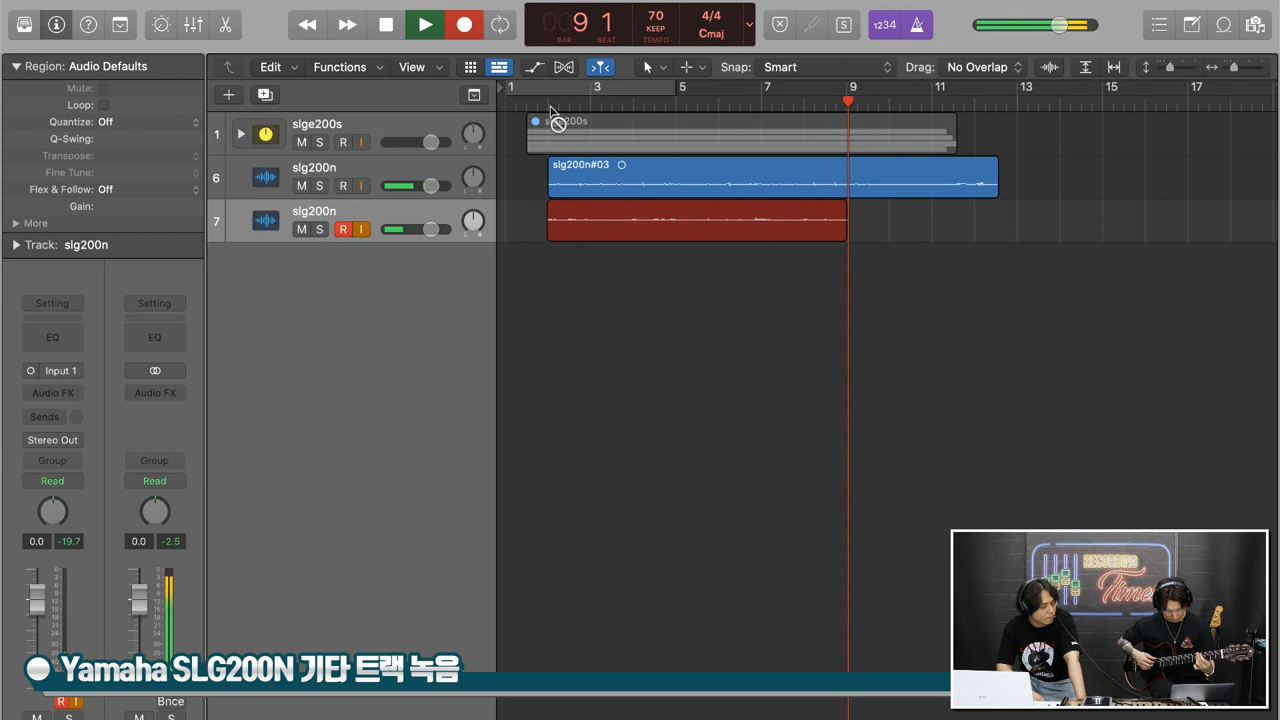 9 1
BAR BEAT
70
KEEP
TEMPO
4/4
Cmaj
S
1234
Region: Audio Defaults
Mute:
Loop:
Quantize: Off
Q-Swing:
Transpose:
Fine Tune:
Flex & Follow: Off
Gain:
More
Track: slg200n
Edit
Functions
View
Snap: Smart
Drag: No Overlap
1 3 5 7 9 11 13 15 17
1 slge200s
M S R I
L R
6 slg200n
M S R I
L R
7 slg200n
M S R I
L R
slg200n#03
Setting Setting
EQ EQ
Input 1
Audio FX Audio FX
Sends
Stereo Out
Group Group
Read Read
0.0 -19.7 0.0 -2.5
R I Bnce
M S M S
Yamaha SLG200N 기타 트랙 녹음
RECORDING
Time